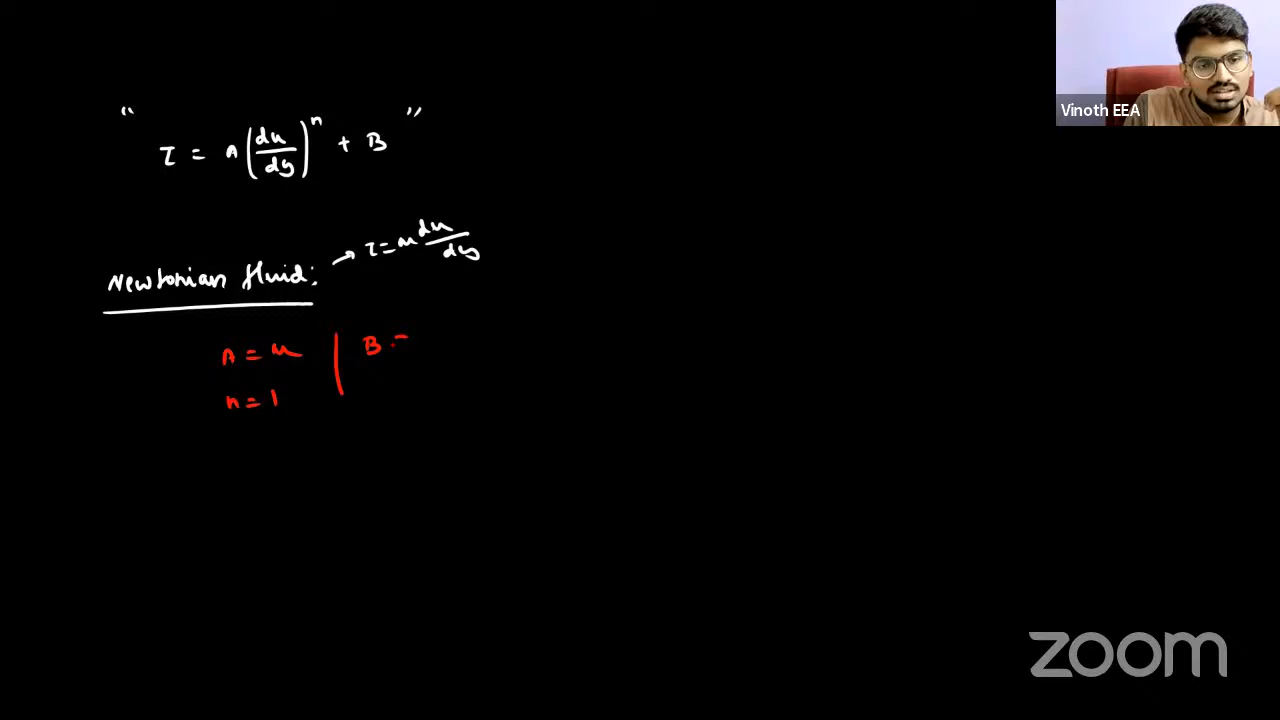 "
τ = A (du/dy)^n + B "
Newtonian fluid: → τ = μ du/dy
A = μ | B =
n = 1
Vinoth EEA
zoom